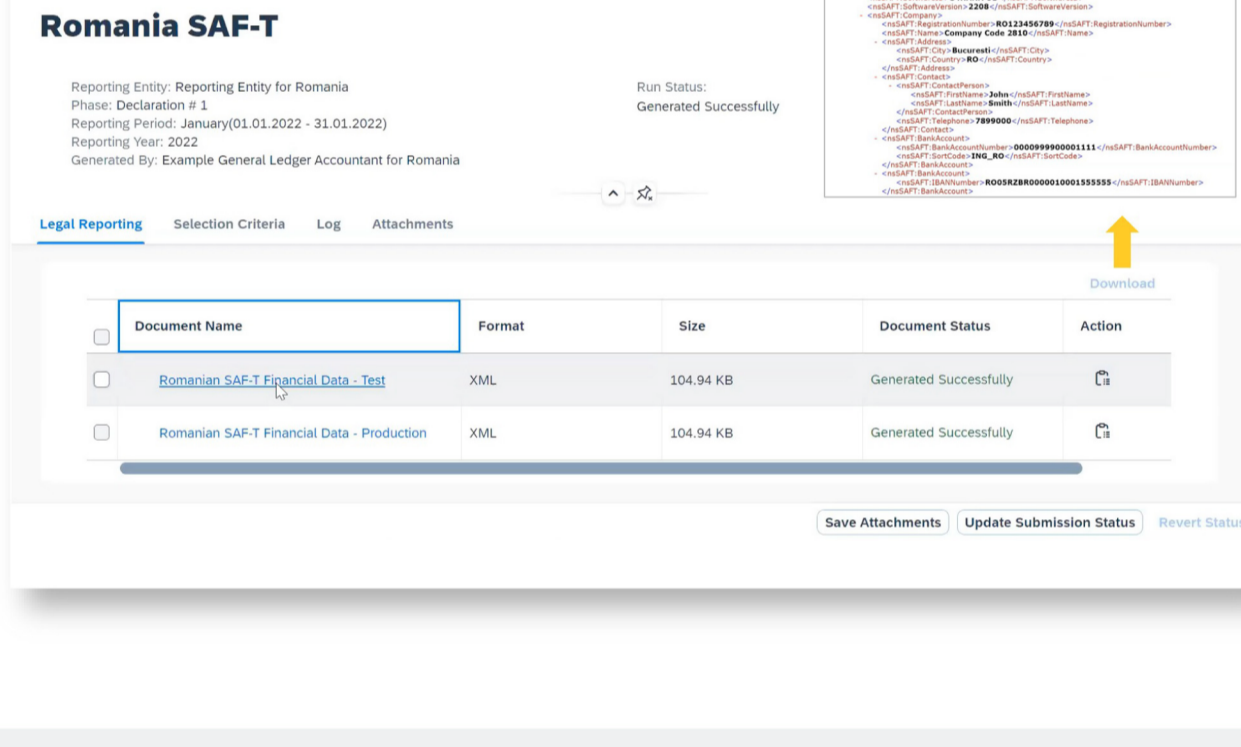 Romania SAF-T
Reporting Entity: Reporting Entity for Romania
Phase: Declaration # 1
Reporting Period: January(01.01.2022 - 31.01.2022)
Reporting Year: 2022
Generated By: Example General Ledger Accountant for Romania
Run Status:
Generated Successfully
<nsSAFT:SoftwareVersion>2208</nsSAFT:SoftwareVersion>
- <nsSAFT:Company>
<nsSAFT:RegistrationNumber>RO123456789</nsSAFT:RegistrationNumber>
<nsSAFT:Name>Company Code 2810</nsSAFT:Name>
- <nsSAFT:Address>
<nsSAFT:City>Bucuresti</nsSAFT:City>
<nsSAFT:Country>RO</nsSAFT:Country>
</nsSAFT:Address>
- <nsSAFT:Contact>
- <nsSAFT:ContactPerson>
<nsSAFT:FirstName>John</nsSAFT:FirstName>
<nsSAFT:LastName>Smith</nsSAFT:LastName>
</nsSAFT:ContactPerson>
<nsSAFT:Telephone>7899000</nsSAFT:Telephone>
</nsSAFT:Contact>
- <nsSAFT:BankAccount>
<nsSAFT:BankAccountNumber>0000999900001111</nsSAFT:BankAccountNumber>
<nsSAFT:SortCode>ING_RO</nsSAFT:SortCode>
</nsSAFT:BankAccount>
- <nsSAFT:BankAccount>
<nsSAFT:IBANNumber>RO05RZBR0000010001555555</nsSAFT:IBANNumber>
</nsSAFT:BankAccount>
Legal Reporting Selection Criteria Log Attachments
Download
Document Name Format Size Document Status Action
Romanian SAF-T Financial Data - Test XML 104.94 KB Generated Successfully
Romanian SAF-T Financial Data - Production XML 104.94 KB Generated Successfully
Save Attachments Update Submission Status Revert Status